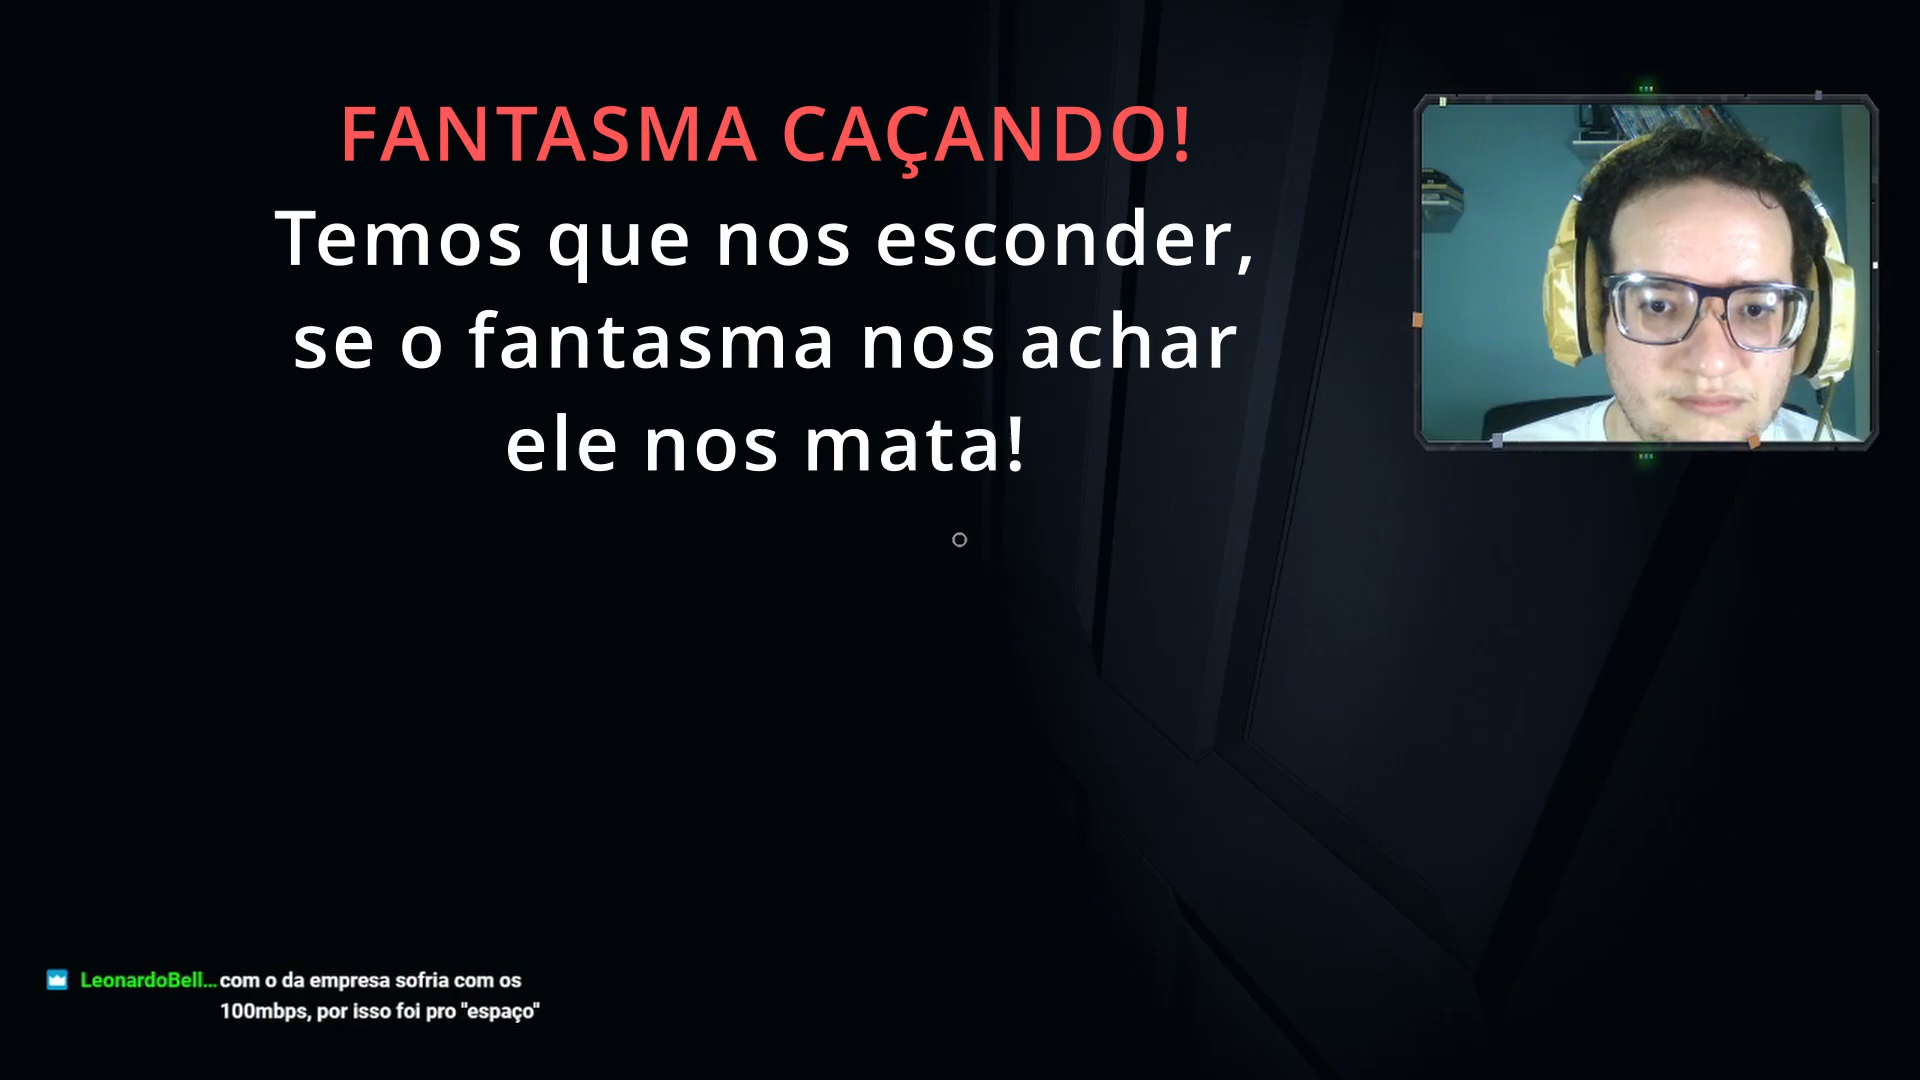 FANTASMA CAÇANDO!
Temos que nos esconder,
se o fantasma nos achar
ele nos mata!
LeonardoBell... com o da empresa sofria com os
100mbps, por isso foi pro "espaço"